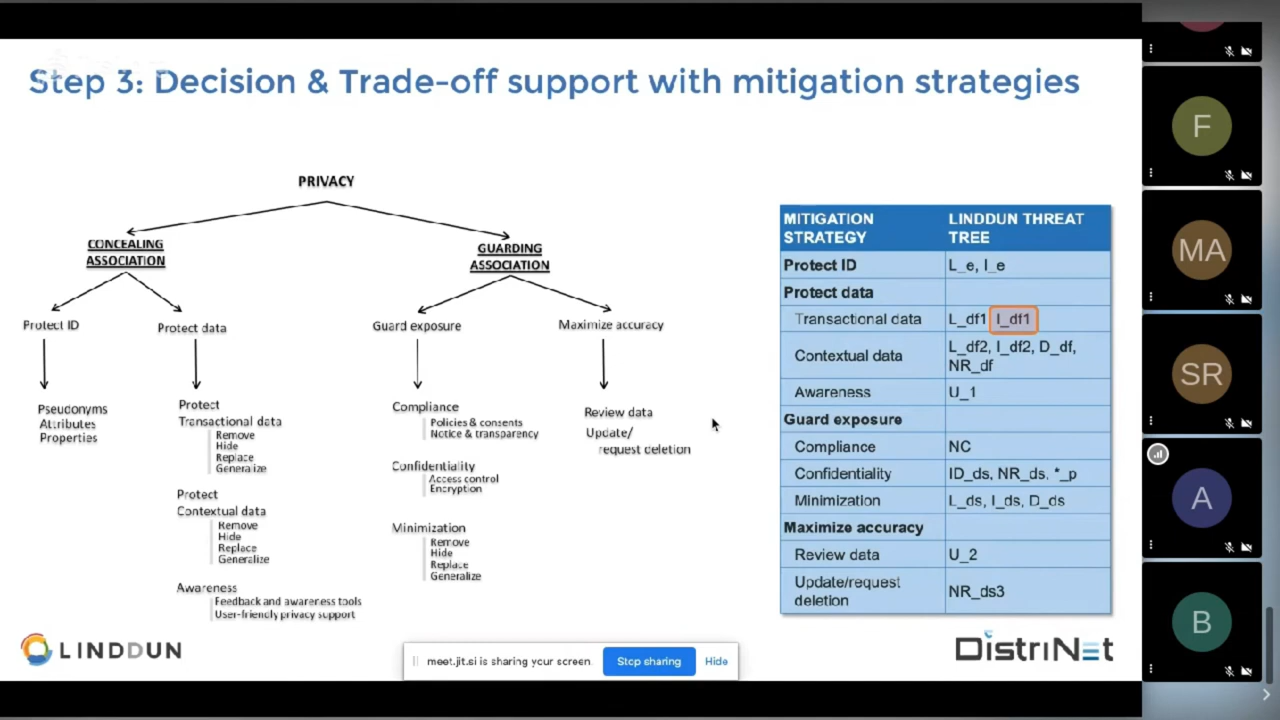 Step 3: Decision & Trade-off support with mitigation strategies
PRIVACY
CONCEALING
ASSOCIATION
GUARDING
ASSOCIATION
Protect ID
Protect data
Guard exposure
Maximize accuracy
Pseudonyms
Attributes
Properties
Protect
Transactional data
Remove
Hide
Replace
Generalize
Protect
Contextual data
Remove
Hide
Replace
Generalize
Awareness
Feedback and awareness tools
User-friendly privacy support
Compliance
Policies & consents
Notice & transparency
Confidentiality
Access control
Encryption
Minimization
Remove
Hide
Replace
Generalize
Review data
Update/
request deletion
MITIGATION STRATEGY LINDDUN THREAT TREE
Protect ID L_e, I_e
Protect data
Transactional data L_df1 I_df1
Contextual data L_df2, I_df2, D_df, NR_df
Awareness U_1
Guard exposure
Compliance NC
Confidentiality ID_ds, NR_ds, *_p
Minimization L_ds, I_ds, D_ds
Maximize accuracy
Review data U_2
Update/request deletion NR_ds3
LINDDUN
DistriNet
meet.jit.si is sharing your screen.
Stop sharing
Hide
F
MA
SR
A
B